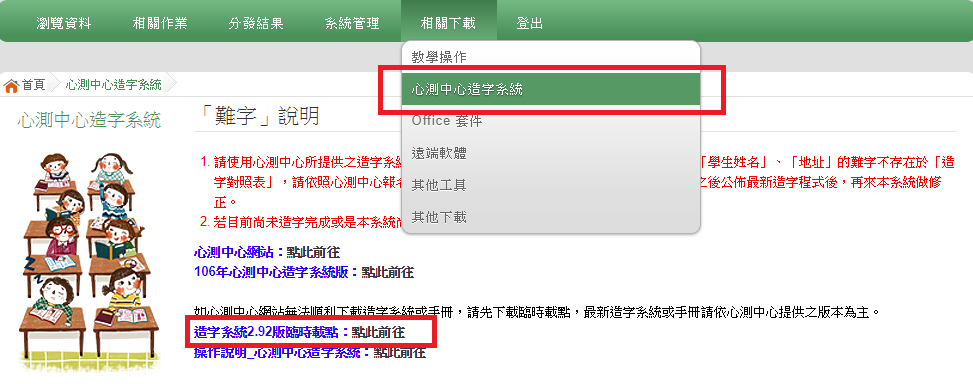 瀏覽資料 相關作業 分發結果 系統管理 相關下載 登出
教學操作
心測中心造字系統
Office 套件
遠端軟體
其他工具
其他下載
首頁 心測中心造字系統
心測中心造字系統
「難字」說明
1. 請使用心測中心所提供之造字系統 「學生姓名」、「地址」的難字不存在於「造
字對照表」，請依照心測中心報名 之後公佈最新造字程式後，再來本系統做修
正。
2. 若目前尚未造字完成或是本系統
心測中心網站：點此前往
106年心測中心造字系統版：點此前往
如心測中心網站無法順利下載造字系統或手冊，請先下載臨時載點，最新造字系統或手冊請依心測中心提供之版本為主。
造字系統2.92版臨時載點：點此前往
操作說明_心測中心造字系統：點此前往